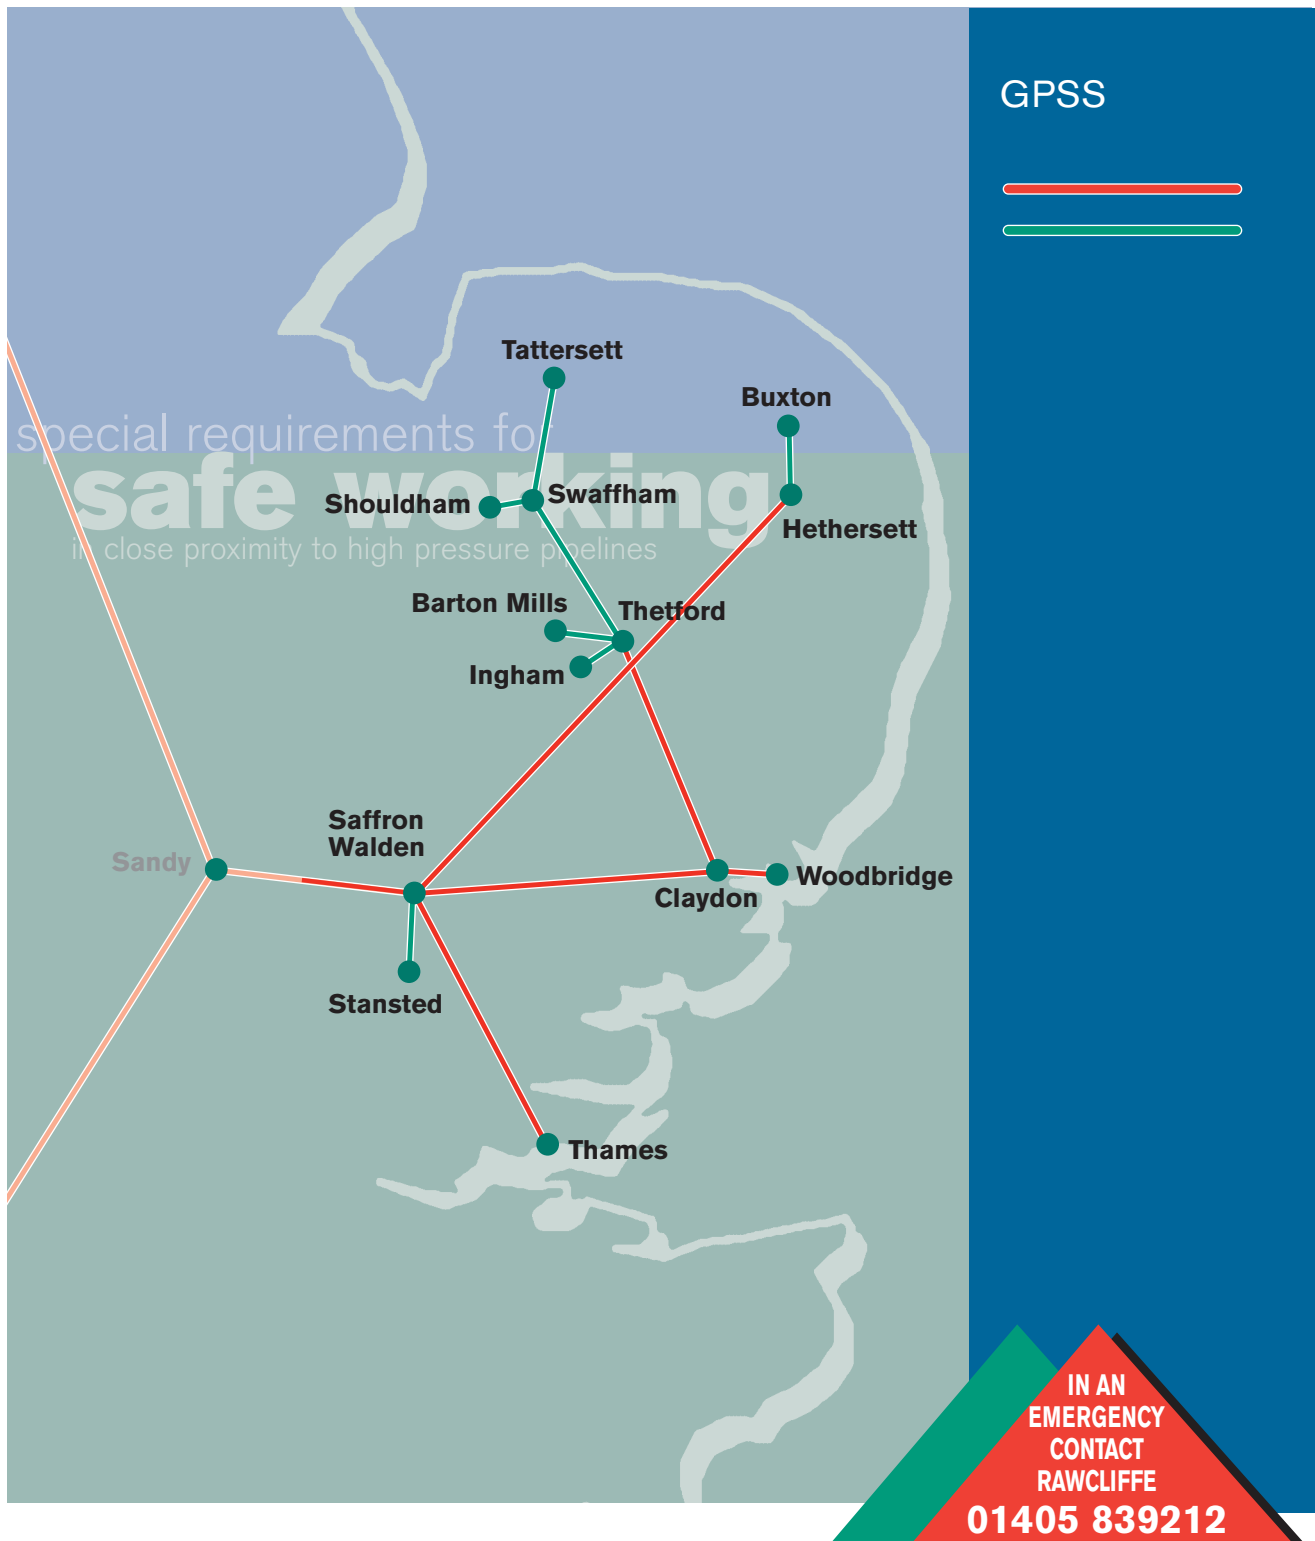 GPSS
special requirements for
safe working
in close proximity to high pressure pipelines
Tattersett
Buxton
Shouldham
Swaffham
Hethersett
Barton Mills
Thetford
Ingham
Saffron
Walden
Sandy
Claydon
Woodbridge
Stansted
Thames
IN AN
EMERGENCY
CONTACT
RAWCLIFFE
01405 839212